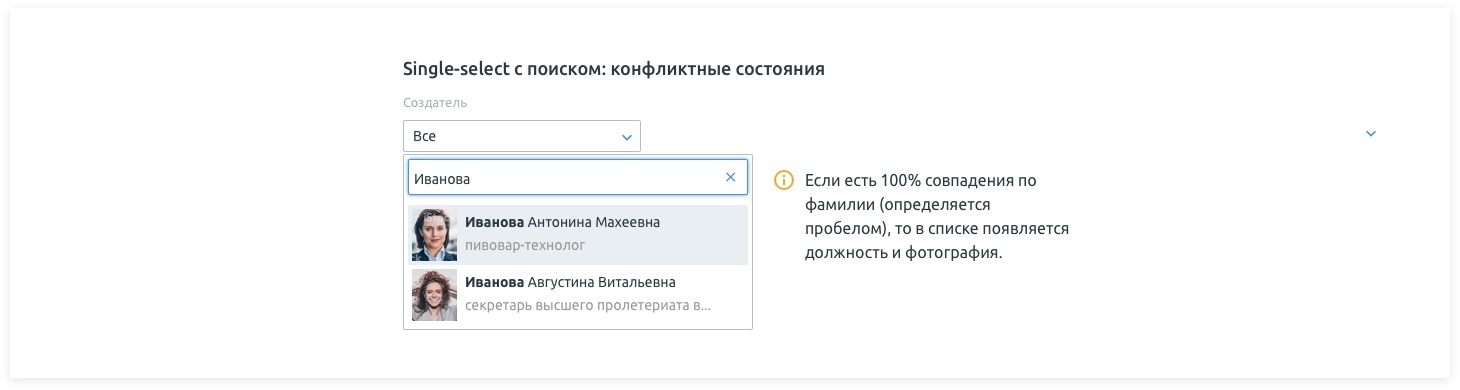 Single-select с поиском: конфликтные состояния
Создатель
Все
Иванова
Иванова Антонина Махеевна
пивовар-технолог
Иванова Августина Витальевна
секретарь высшего пролетериата в...
Если есть 100% совпадения по
фамилии (определяется
пробелом), то в списке появляется
должность и фотография.